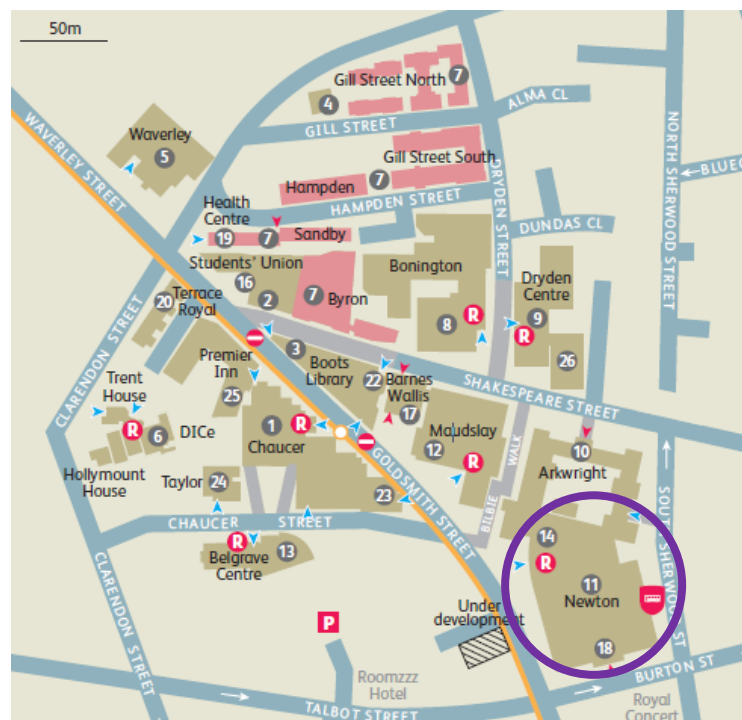 50m
Gill Street North
7
4
ALMA CL
GILL STREET
NORTH SHERWOOD STREET
WAVERLEY STREET
Waverley
5
Gill Street South
7
DRYDEN STREET
Hampden
HAMPDEN STREET
Health
Centre
19
7
Sandby
DUNDAS CL
Students' Union
16
2
7
Byron
Bonington
8
R
Dryden
Centre
9
R
26
20
Terrace
Royal
CLARENDON STREET
3
Boots
Library
22
Barnes
Wallis
17
SHAKESPEARE STREET
Premier
Inn
25
Trent
House
R
6
DICe
Hollymount
House
1
R
Chaucer
Maudslay
12
R
BILBIE WALK
10
Arkwright
GOLDSMITH STREET
23
Taylor
24
CHAUCER STREET
R
Belgrave
Centre
13
CLARENDON STREET
14
R
11
Newton
18
SOUTH SHERWOOD ST
Under
development
P
BURTON ST
Roomzzz
Hotel
TALBOT STREET
Royal
Concert